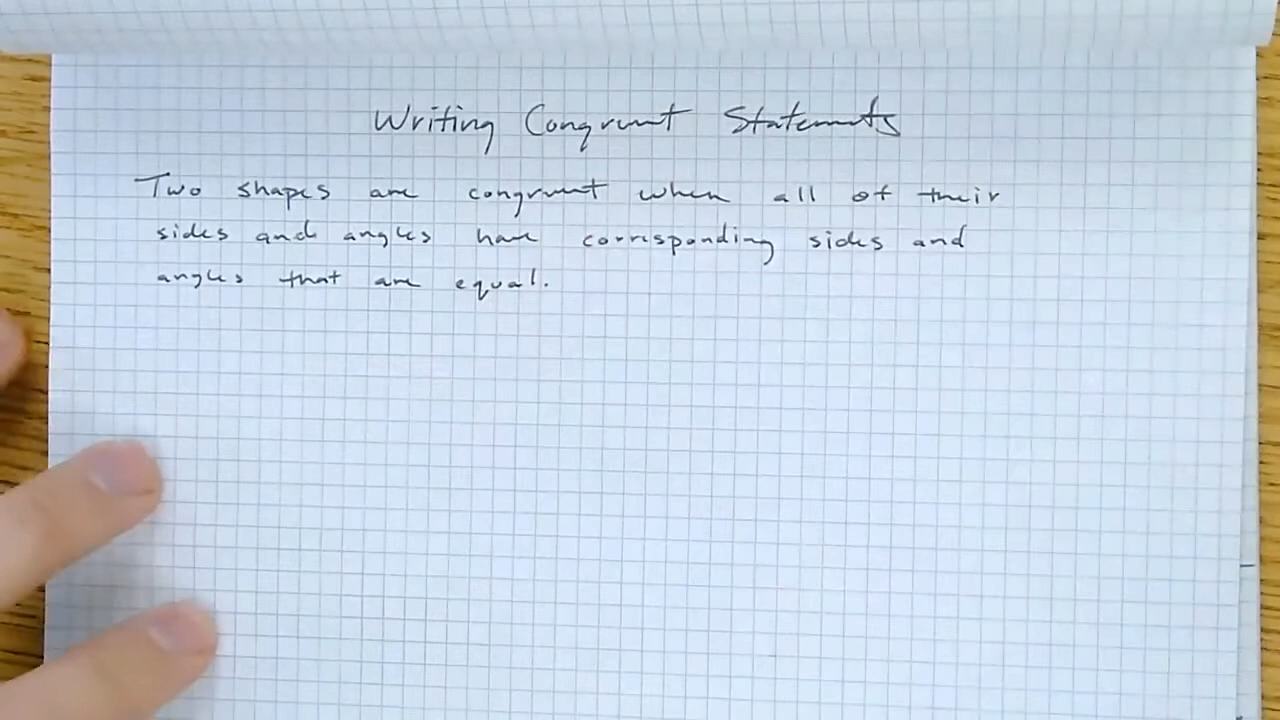 Writing Congruent Statements
Two shapes are congruent when all of their
sides and angles have corresponding sides and
angles that are equal.